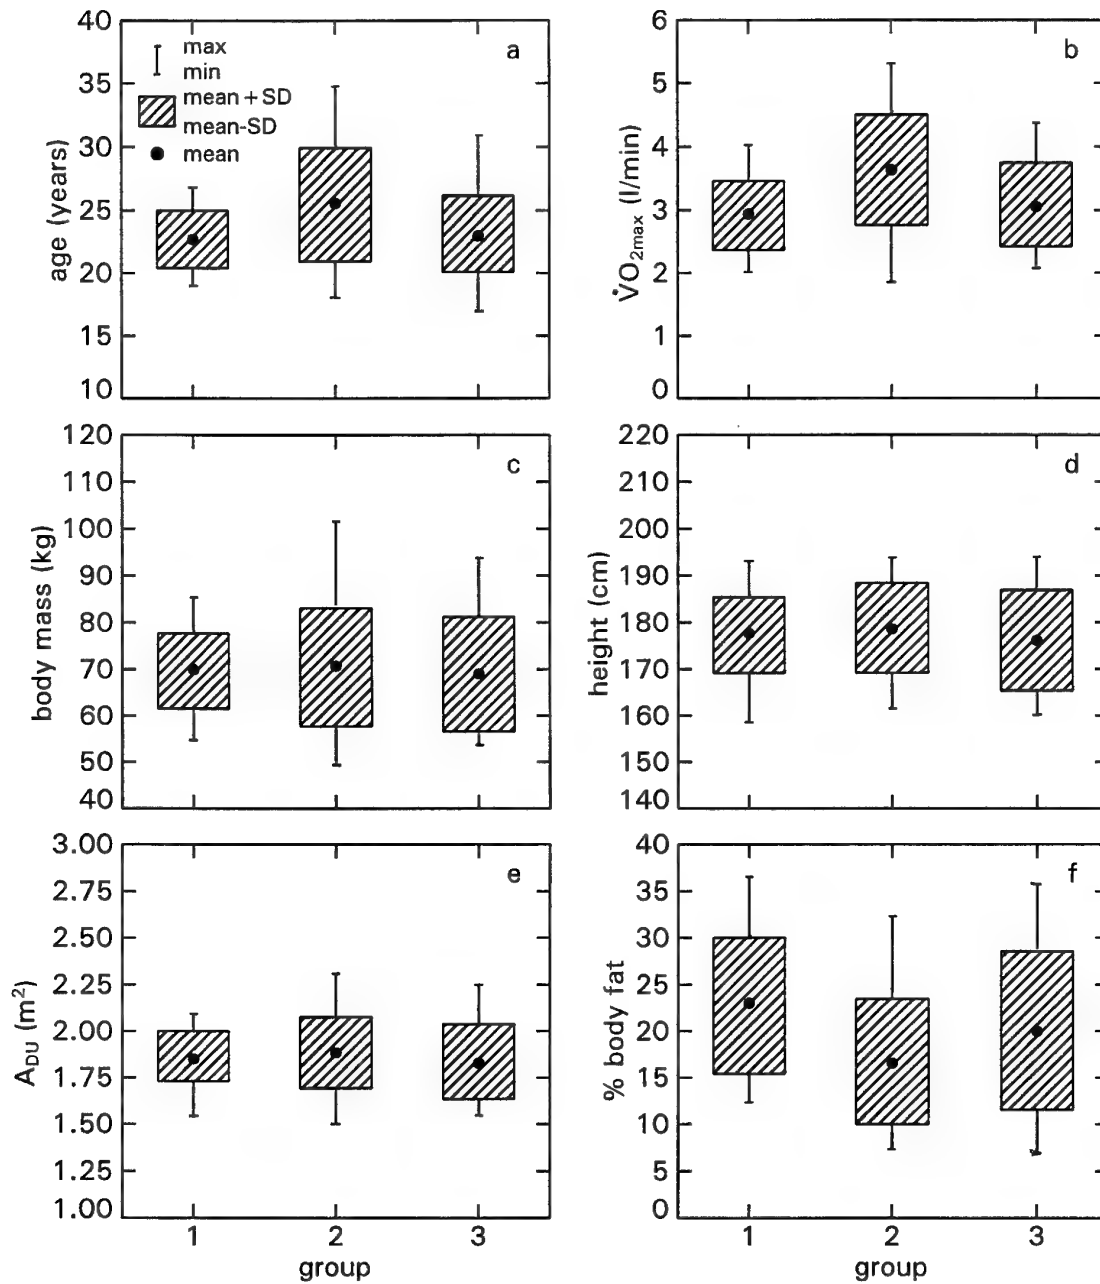 a
max
min
mean + SD
mean-SD
mean
age (years)
40
35
30
25
20
15
10
b
V̇O2max (l/min)
6
5
4
3
2
1
0
c
body mass (kg)
120
110
100
90
80
70
60
50
40
d
height (cm)
220
210
200
190
180
170
160
150
140
e
ADU (m²)
3.00
2.75
2.50
2.25
2.00
1.75
1.50
1.25
1.00
1 2 3
group
f
% body fat
40
35
30
25
20
15
10
5
0
1 2 3
group